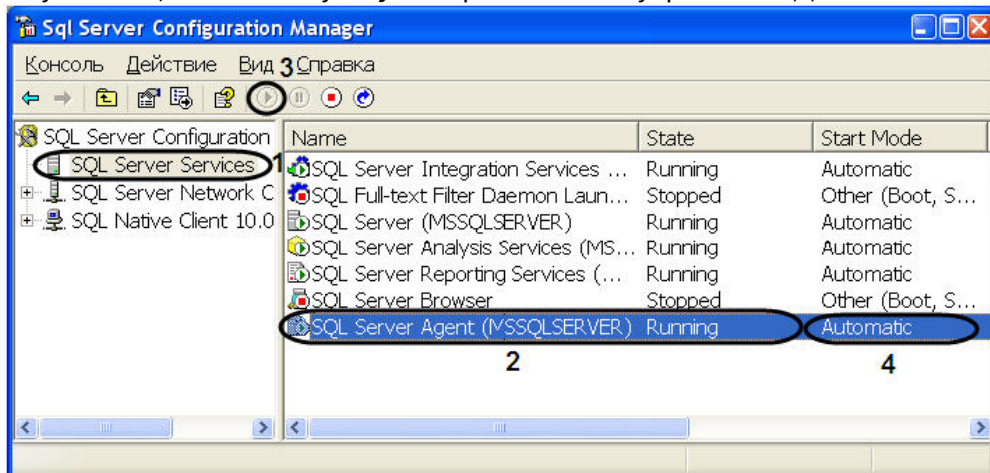 Sql Server Configuration Manager
Консоль Действие Вид 3 Справка
SQL Server Configuration
SQL Server Services 1
SQL Server Network C
SQL Native Client 10.0
Name State Start Mode
SQL Server Integration Services ... Running Automatic
SQL Full-text Filter Daemon Laun... Stopped Other (Boot, S...
SQL Server (MSSQLSERVER) Running Automatic
SQL Server Analysis Services (MS... Running Automatic
SQL Server Reporting Services (... Running Automatic
SQL Server Browser Stopped Other (Boot, S...
SQL Server Agent (MSSQLSERVER) Running Automatic
2 4